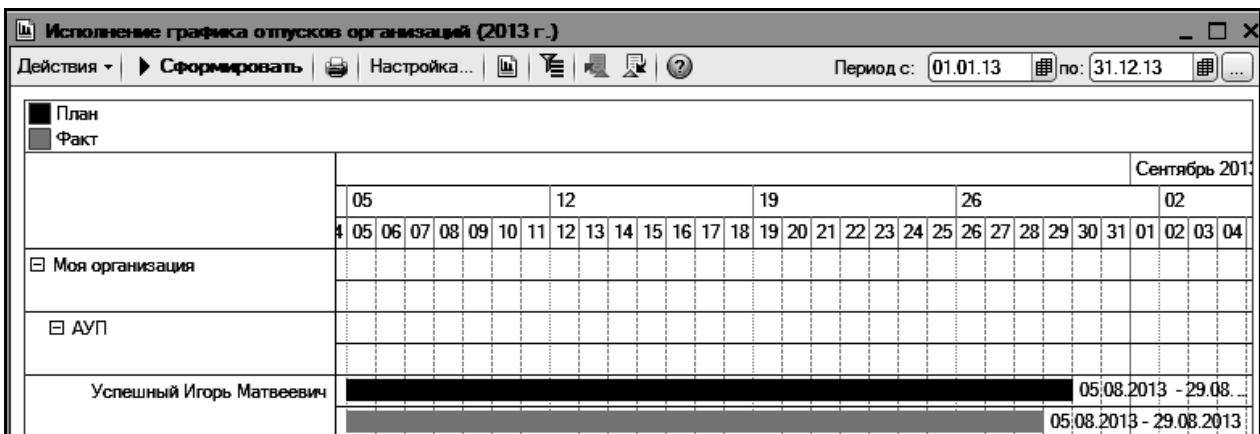 Исполнение графика отпусков организаций (2013 г.)
Действия Сформировать Настройка... Период с: 01.01.13 по: 31.12.13 ...
План
Факт
Сентябрь 2013
05 12 19 26 02
4 05 06 07 08 09 10 11 12 13 14 15 16 17 18 19 20 21 22 23 24 25 26 27 28 29 30 31 01 02 03 04
Моя организация
АУП
Успешный Игорь Матвеевич 05.08.2013 - 29.08. ...
05.08.2013 - 29.08.2013